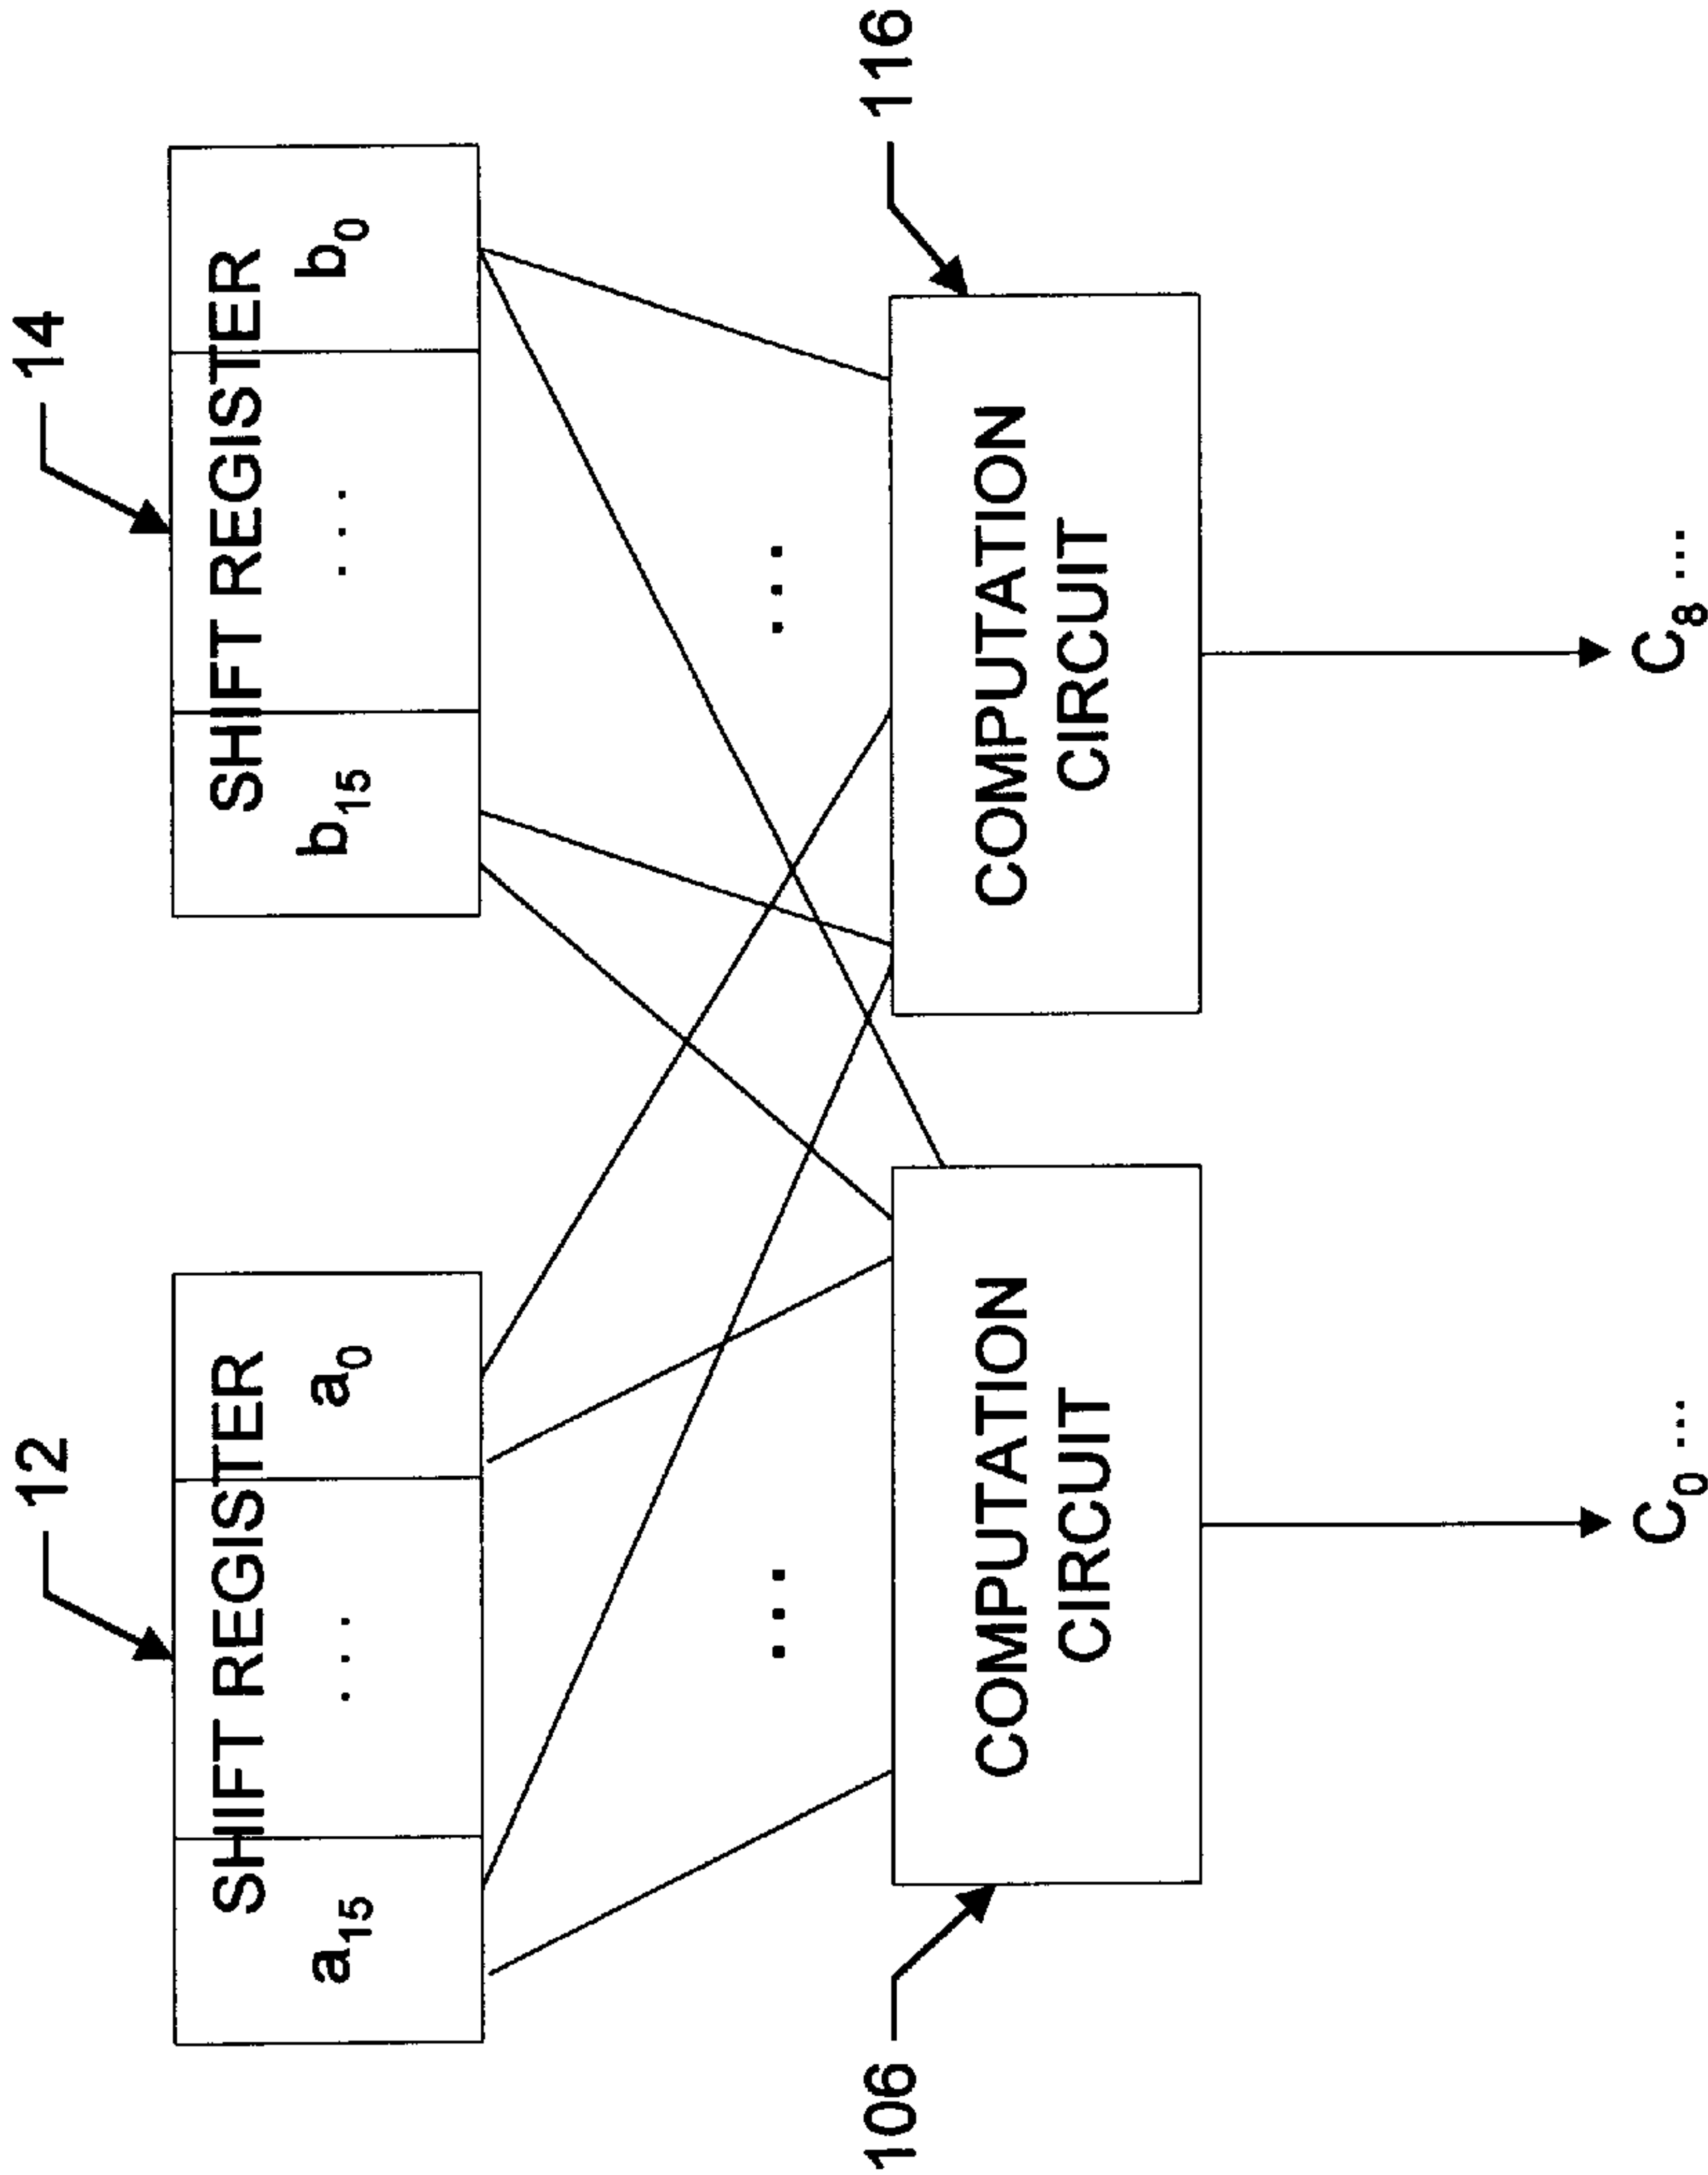 12
14
SHIFT REGISTER
SHIFT REGISTER
a15 ... a0
b15 ... b0
...
...
106
COMPUTATION
CIRCUIT
COMPUTATION
CIRCUIT
116
C0 ...
C8 ...